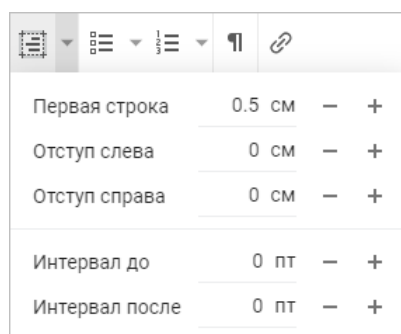 Первая строка 0.5 см − +
Отступ слева 0 см − +
Отступ справа 0 см − +
Интервал до 0 пт − +
Интервал после 0 пт − +